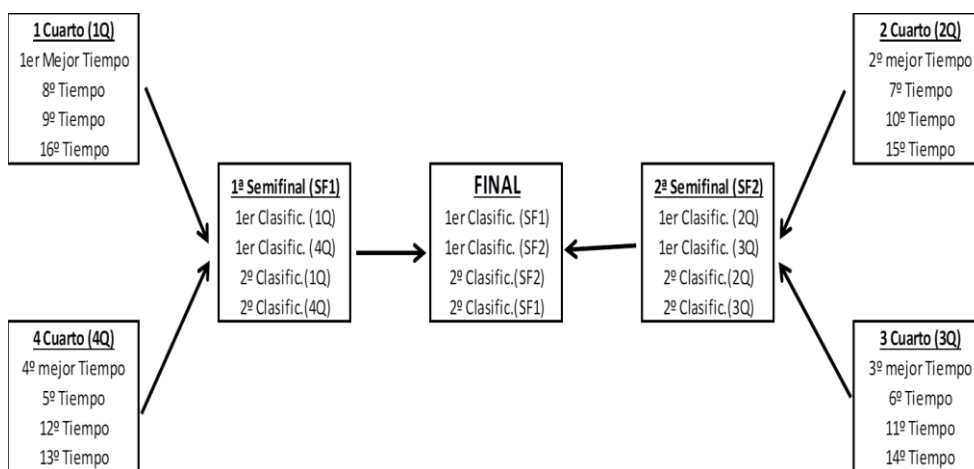 1 Cuarto (1Q)
1er Mejor Tiempo
8º Tiempo
9º Tiempo
16º Tiempo
2 Cuarto (2Q)
2º mejor Tiempo
7º Tiempo
10º Tiempo
15º Tiempo
1ª Semifinal (SF1)
1er Clasific. (1Q)
1er Clasific. (4Q)
2º Clasific.(1Q)
2º Clasific.(4Q)
FINAL
1er Clasific. (SF1)
1er Clasific. (SF2)
2º Clasific.(SF2)
2º Clasific.(SF1)
2ª Semifinal (SF2)
1er Clasific. (2Q)
1er Clasific. (3Q)
2º Clasific.(2Q)
2º Clasific.(3Q)
4 Cuarto (4Q)
4º mejor Tiempo
5º Tiempo
12º Tiempo
13º Tiempo
3 Cuarto (3Q)
3º mejor Tiempo
6º Tiempo
11º Tiempo
14º Tiempo